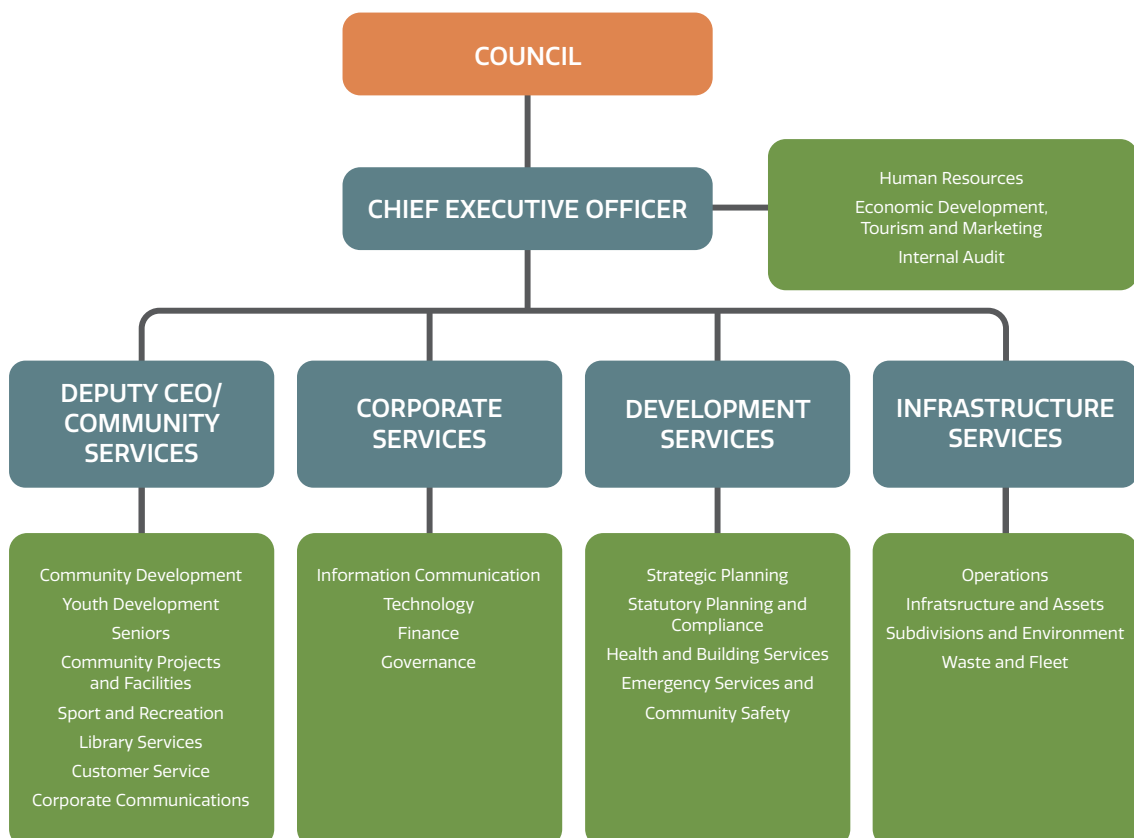 COUNCIL
CHIEF EXECUTIVE OFFICER
Human Resources
Economic Development,
Tourism and Marketing
Internal Audit
DEPUTY CEO/
COMMUNITY
SERVICES
CORPORATE
SERVICES
DEVELOPMENT
SERVICES
INFRASTRUCTURE
SERVICES
Community Development
Youth Development
Seniors
Community Projects
and Facilities
Sport and Recreation
Library Services
Customer Service
Corporate Communications
Information Communication
Technology
Finance
Governance
Strategic Planning
Statutory Planning and
Compliance
Health and Building Services
Emergency Services and
Community Safety
Operations
Infratsructure and Assets
Subdivisions and Environment
Waste and Fleet